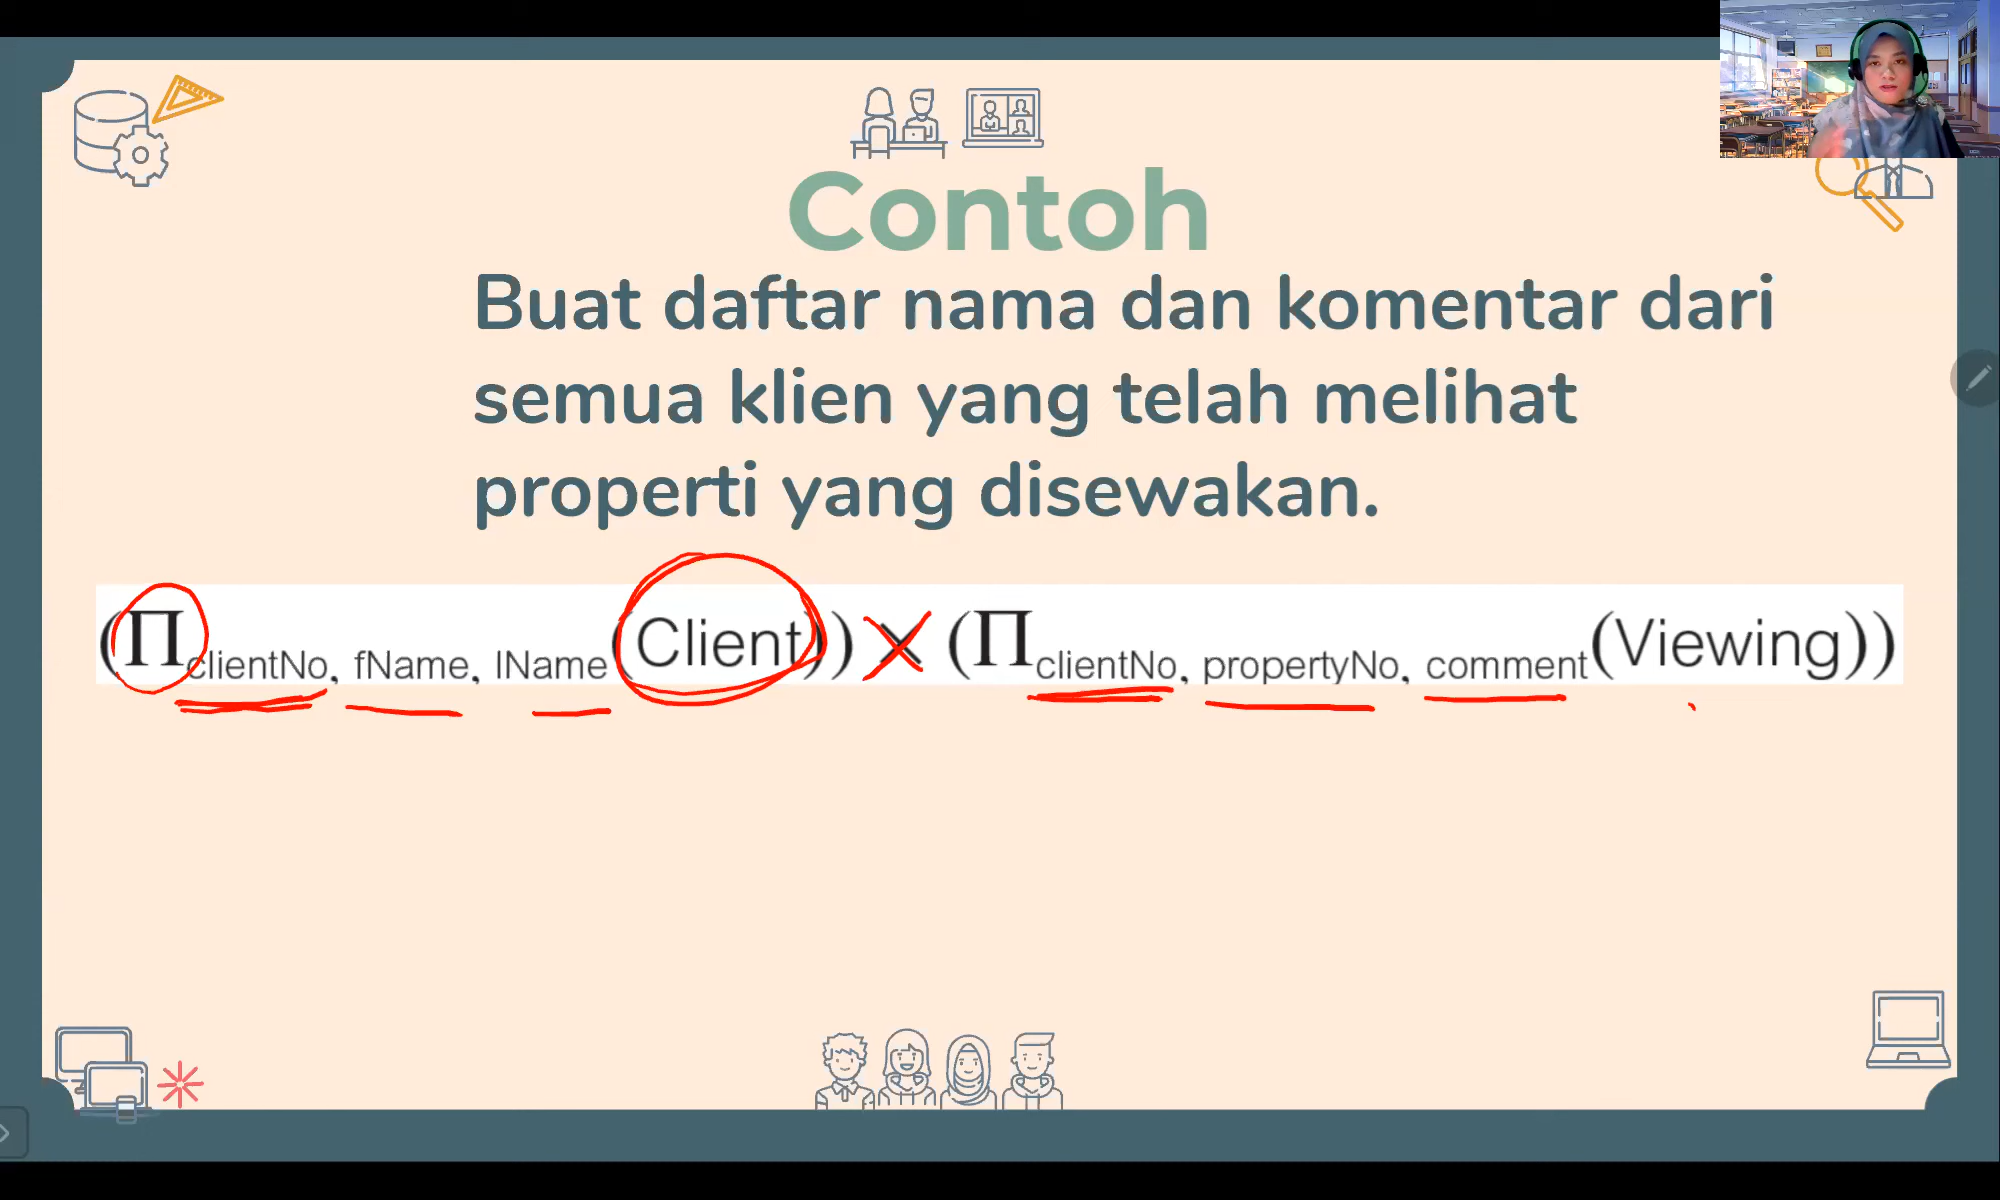 Contoh
Buat daftar nama dan komentar dari
semua klien yang telah melihat
properti yang disewakan.
(Π clientNo, fName, lName (Client)) × (Π clientNo, propertyNo, comment (Viewing))